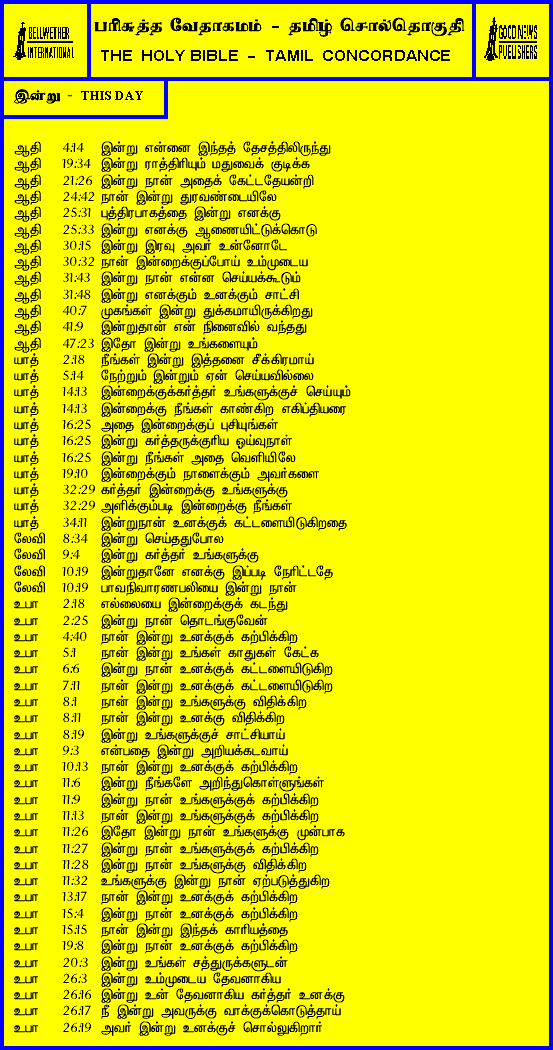 BELLWETHER
INTERNATIONAL
பரிசுத்த வேதாகமம் - தமிழ் சொல்தொகுதி
THE HOLY BIBLE - TAMIL CONCORDANCE
GOOD NEWS
PUBLISHERS
இன்று - THIS DAY
ஆதி 4:14 இன்று என்னை இந்தத் தேசத்திலிருந்து
ஆதி 19:34 இன்று ராத்திரியும் மதுவைக் குடிக்க
ஆதி 21:26 இன்று நான் அதைக் கேட்டதேயன்றி
ஆதி 24:42 நான் இன்று துரவண்டையிலே
ஆதி 25:31 புத்திரபாகத்தை இன்று எனக்கு
ஆதி 25:33 இன்று எனக்கு ஆணையிட்டுக்கொடு
ஆதி 30:15 இன்று இரவு அவர் உன்னோடே
ஆதி 30:32 நான் இன்றைக்குப்போய் உம்முடைய
ஆதி 31:43 இன்று நான் என்ன செய்யக்கூடும்
ஆதி 31:48 இன்று எனக்கும் உனக்கும் சாட்சி
ஆதி 40:7 முகங்கள் இன்று துக்கமாயிருக்கிறது
ஆதி 41:9 இன்றுதான் என் நினைவில் வந்தது
ஆதி 47:23 இதோ இன்று உங்களையும்
யாத் 2:18 நீங்கள் இன்று இத்தனை சீக்கிரமாய்
யாத் 5:14 நேற்றும் இன்றும் ஏன் செய்யவில்லை
யாத் 14:13 இன்றைக்குக்கர்த்தர் உங்களுக்குச் செய்யும்
யாத் 14:13 இன்றைக்கு நீங்கள் காண்கிற எகிப்தியரை
யாத் 16:25 அதை இன்றைக்குப் புசியுங்கள்
யாத் 16:25 இன்று கர்த்தருக்குரிய ஓய்வுநாள்
யாத் 16:25 இன்று நீங்கள் அதை வெளியிலே
யாத் 19:10 இன்றைக்கும் நாளைக்கும் அவர்களை
யாத் 32:29 கர்த்தர் இன்றைக்கு உங்களுக்கு
யாத் 32:29 அளிக்கும்படி இன்றைக்கு நீங்கள்
யாத் 34:11 இன்றுநான் உனக்குக் கட்டளையிடுகிறதை
லேவி 8:34 இன்று செய்ததுபோல
லேவி 9:4 இன்று கர்த்தர் உங்களுக்கு
லேவி 10:19 இன்றுதானே எனக்கு இப்படி நேரிட்டதே
லேவி 10:19 பாவநிவாரணபலியை இன்று நான்
உபா 2:18 எல்லையை இன்றைக்குக் கடந்து
உபா 2:25 இன்று நான் தொடங்குவேன்
உபா 4:40 நான் இன்று உனக்குக் கற்பிக்கிற
உபா 5:1 நான் இன்று உங்கள் காதுகள் கேட்க
உபா 6:6 இன்று நான் உனக்குக் கட்டளையிடுகிற
உபா 7:11 நான் இன்று உனக்குக் கட்டளையிடுகிற
உபா 8:1 நான் இன்று உங்களுக்கு விதிக்கிற
உபா 8:11 நான் இன்று உனக்கு விதிக்கிற
உபா 8:19 இன்று உங்களுக்குச் சாட்சியாய்
உபா 9:3 என்பதை இன்று அறியக்கடவாய்
உபா 10:13 நான் இன்று உனக்குக் கற்பிக்கிற
உபா 11:6 இன்று நீங்களே அறிந்துகொள்ளுங்கள்
உபா 11:9 இன்று நான் உங்களுக்குக் கற்பிக்கிற
உபா 11:13 நான் இன்று உங்களுக்குக் கற்பிக்கிற
உபா 11:26 இதோ இன்று நான் உங்களுக்கு முன்பாக
உபா 11:27 இன்று நான் உங்களுக்குக் கற்பிக்கிற
உபா 11:28 இன்று நான் உங்களுக்கு விதிக்கிற
உபா 11:32 உங்களுக்கு இன்று நான் ஏற்படுத்துகிற
உபா 13:17 நான் இன்று உனக்குக் கற்பிக்கிற
உபா 15:4 இன்று நான் உனக்குக் கற்பிக்கிற
உபா 15:15 நான் இன்று இந்தக் காரியத்தை
உபா 19:8 இன்று நான் உனக்குக் கற்பிக்கிற
உபா 20:3 இன்று உங்கள் சத்துருக்களுடன்
உபா 26:3 இன்று உம்முடைய தேவனாகிய
உபா 26:16 இன்று உன் தேவனாகிய கர்த்தர் உனக்கு
உபா 26:17 நீ இன்று அவருக்கு வாக்குக்கொடுத்தாய்
உபா 26:19 அவர் இன்று உனக்குச் சொல்லுகிறார்